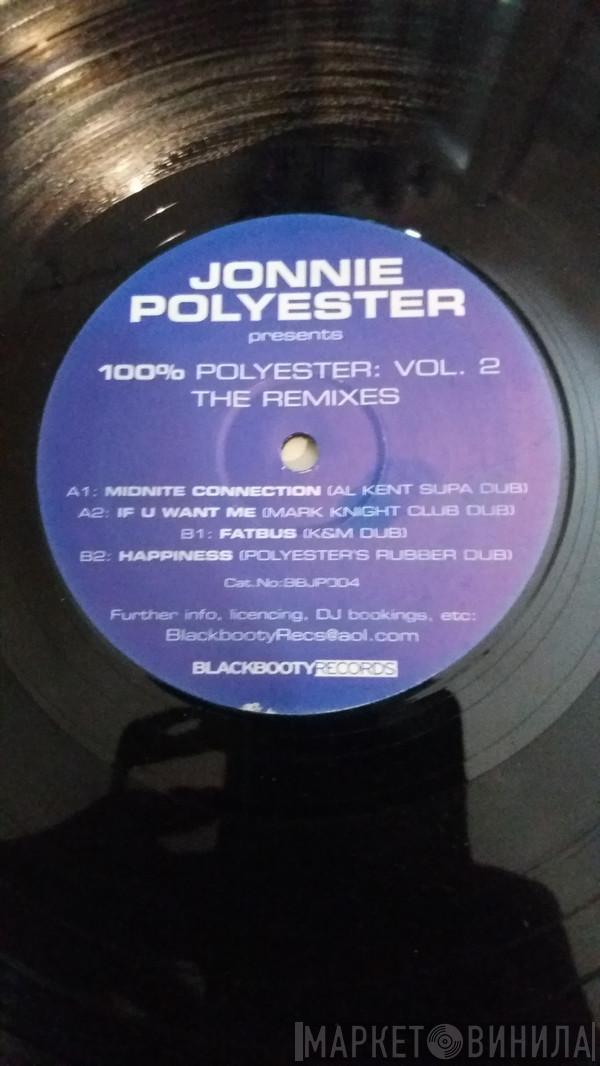 JONNIE
POLYESTER
presents
100% POLYESTER: VOL. 2
THE REMIXES
A1: MIDNITE CONNECTION (AL KENT SUPA DUB)
A2: IF U WANT ME (MARK KNIGHT CLUB DUB)
B1: FATBUS (K&M DUB)
B2: HAPPINESS (POLYESTER'S RUBBER DUB)
Cat.No:BBJP004
Further info, licencing, DJ bookings, etc:
BlackbootyRecs@aol.com
BLACKBOOTYRECORDS
МАРКЕТ ВИНИЛА